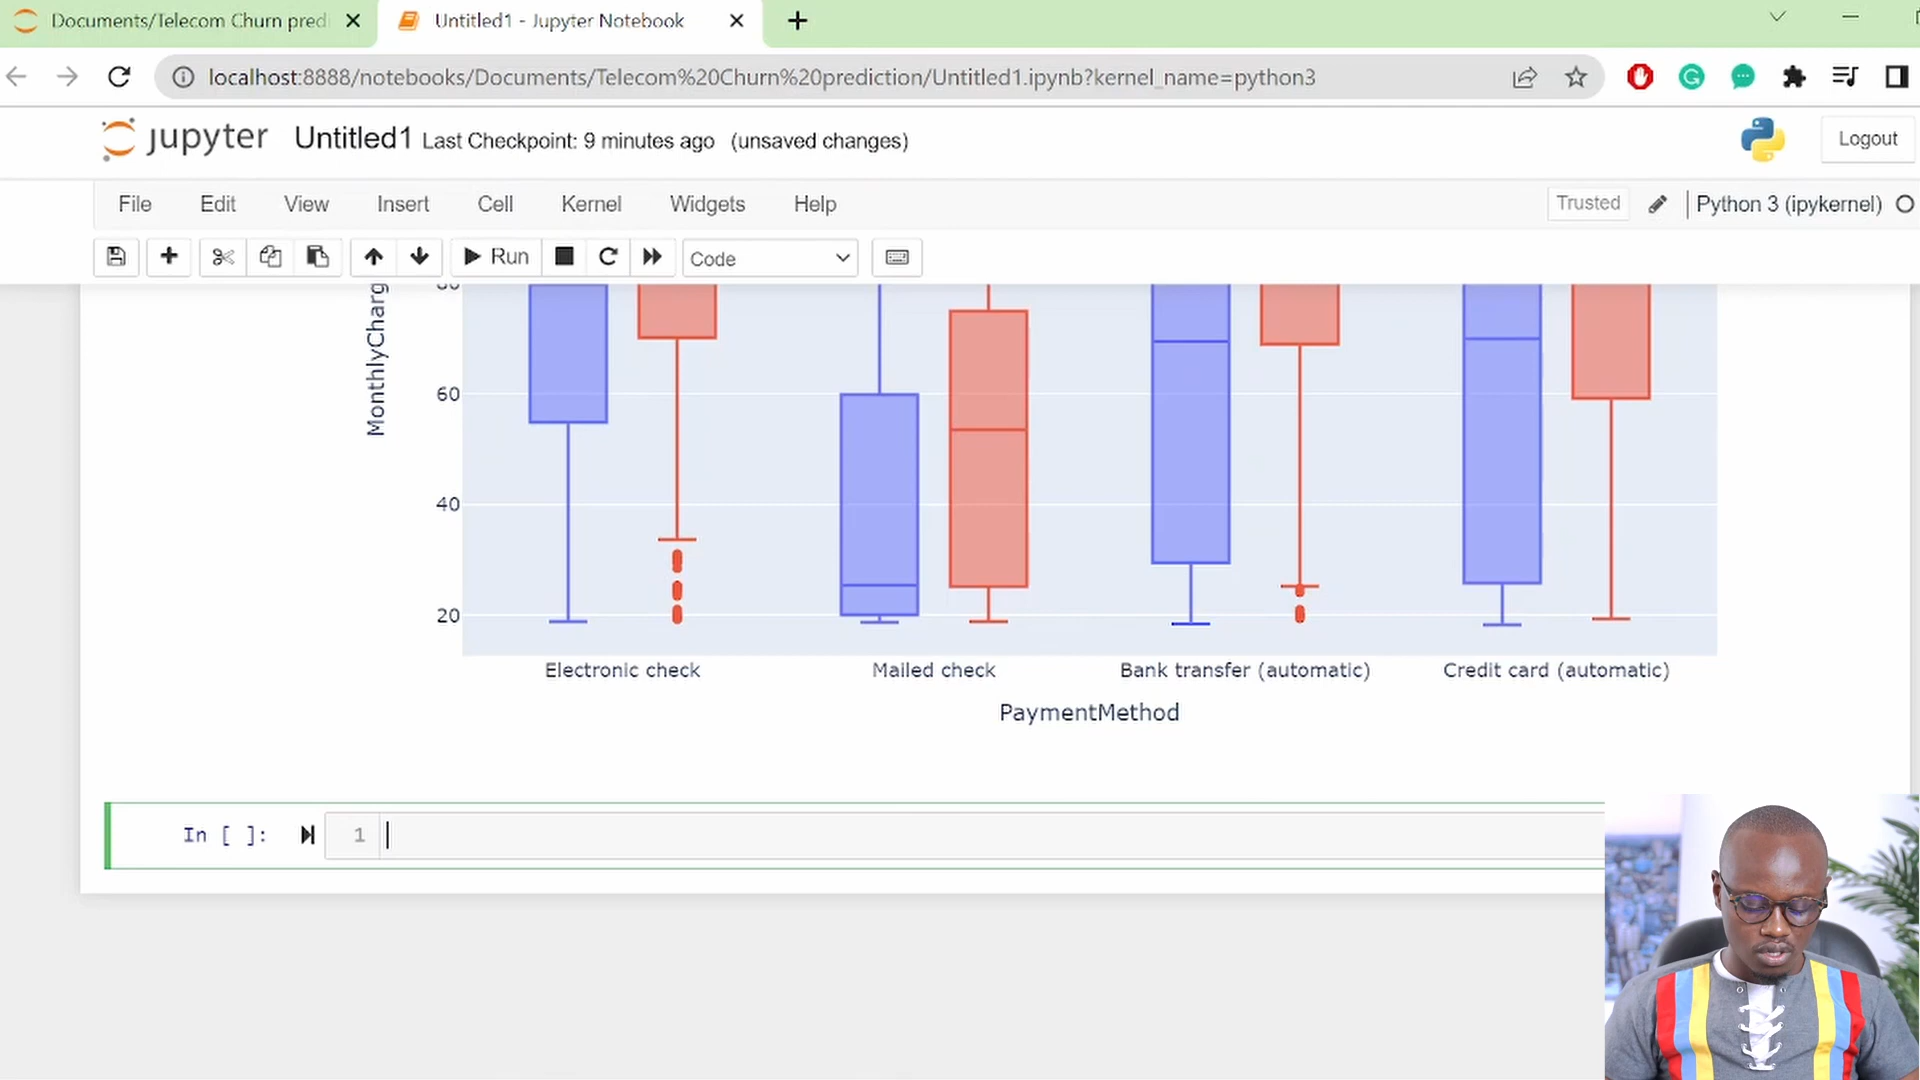 Documents/Telecom Churn pred
Untitled1 - Jupyter Notebook
localhost:8888/notebooks/Documents/Telecom%20Churn%20prediction/Untitled1.ipynb?kernel_name=python3
jupyter Untitled1 Last Checkpoint: 9 minutes ago (unsaved changes)
Logout
File Edit View Insert Cell Kernel Widgets Help
Trusted
Python 3 (ipykernel)
Run
Code
MonthlyCharg
60
40
20
Electronic check
Mailed check
Bank transfer (automatic)
Credit card (automatic)
PaymentMethod
In [ ]:
1